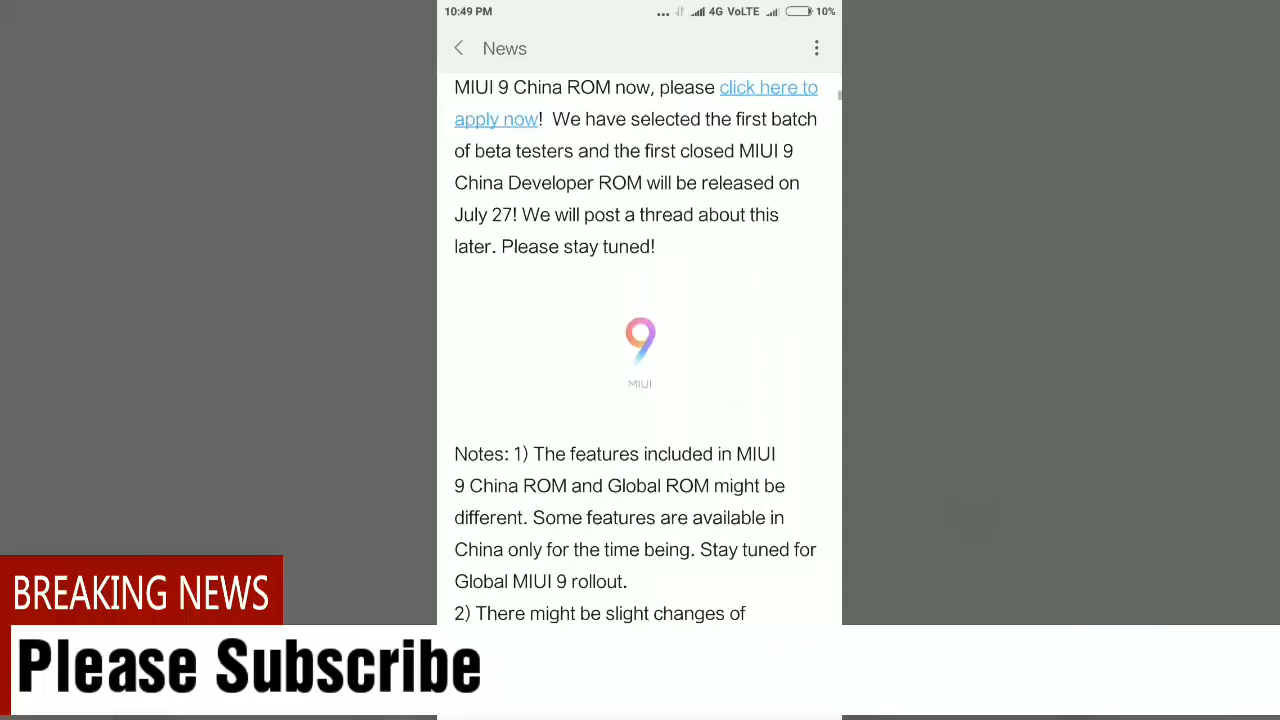 10:49 PM
... 4G VoLTE 10%
News
MIUI 9 China ROM now, please click here to
apply now! We have selected the first batch
of beta testers and the first closed MIUI 9
China Developer ROM will be released on
July 27! We will post a thread about this
later. Please stay tuned!
9
MIUI
Notes: 1) The features included in MIUI
9 China ROM and Global ROM might be
different. Some features are available in
China only for the time being. Stay tuned for
Global MIUI 9 rollout.
2) There might be slight changes of
BREAKING NEWS
Please Subscribe